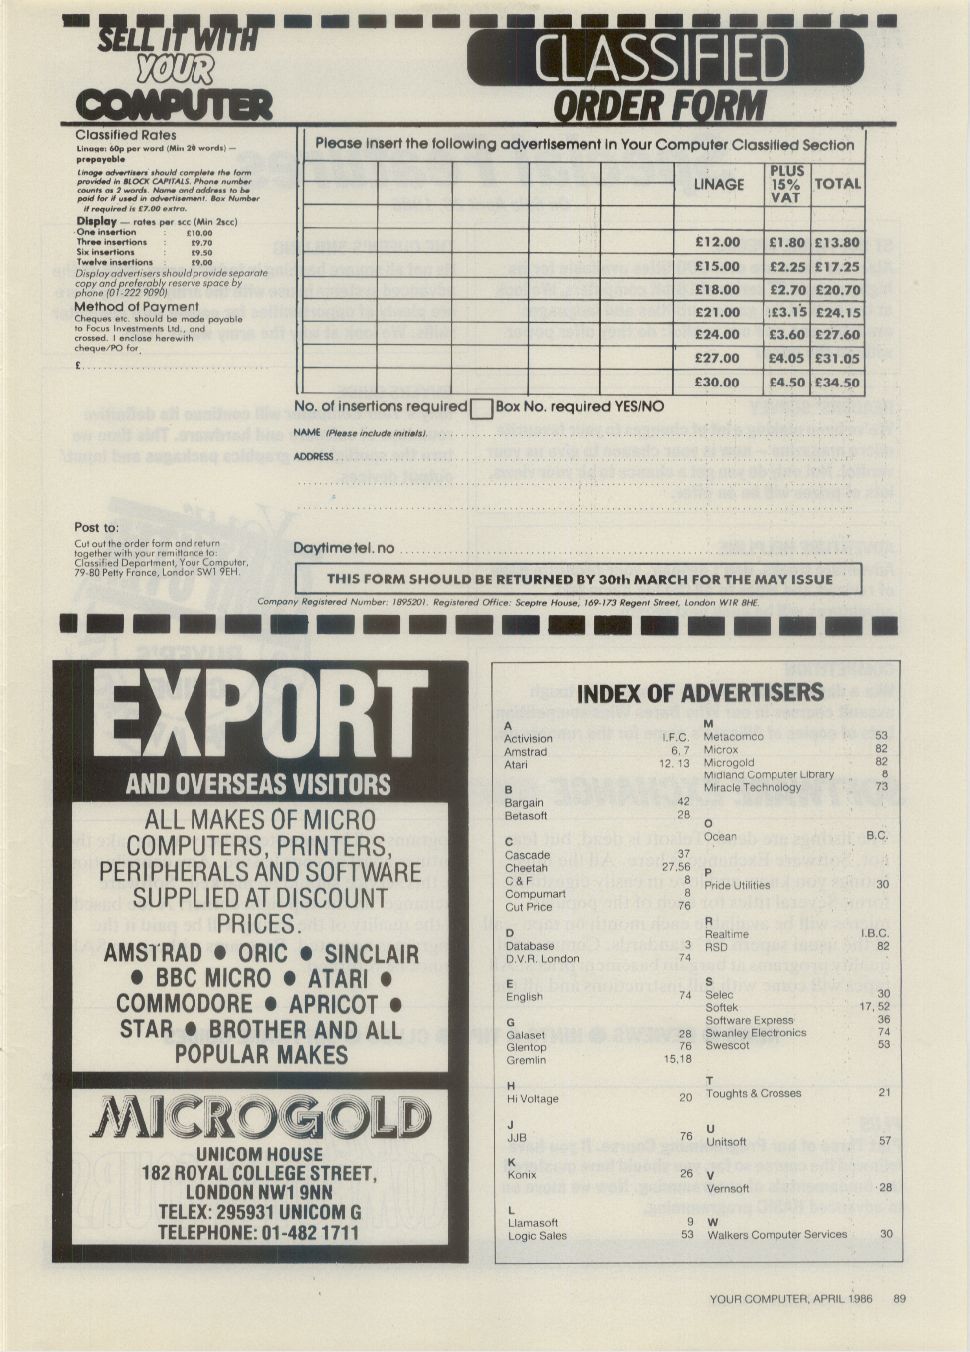 SELL IT WITH
YOUR
COMPUTER
CLASSIFIED
ORDER FORM
Classified Rates
Linage: 60p per word (Min 20 words) —
prepayable
Linage advertisers should complete the form
provided in BLOCK CAPITALS. Phone number
counts as 2 words. Name and address to be
paid for if used in advertisement. Box Number
if required is £7.00 extra.
Display — rates per scc (Min 2scc)
One insertion : £10.00
Three insertions : £9.70
Six insertions : £9.50
Twelve insertions : £9.00
Display advertisers should provide separate
copy and preferably reserve space by
phone (01-222 9090)
Method of Payment
Cheques etc. should be made payable
to Focus Investments Ltd., and
crossed. I enclose herewith
cheque/PO for
£
Please insert the following advertisement in Your Computer Classified Section
LINAGE PLUS 15% VAT TOTAL
£12.00 £1.80 £13.80
£15.00 £2.25 £17.25
£18.00 £2.70 £20.70
£21.00 £3.15 £24.15
£24.00 £3.60 £27.60
£27.00 £4.05 £31.05
£30.00 £4.50 £34.50
No. of insertions required Box No. required YES/NO
NAME (Please include initials)
ADDRESS
Post to:
Cut out the order form and return
together with your remittance to:
Classified Department, Your Computer,
79-80 Petty France, London SW1 9EH.
Daytime tel. no
THIS FORM SHOULD BE RETURNED BY 30th MARCH FOR THE MAY ISSUE
Company Registered Number: 1895201. Registered Office: Sceptre House, 169-173 Regent Street, London W1R 8HE.
EXPORT
AND OVERSEAS VISITORS
ALL MAKES OF MICRO
COMPUTERS, PRINTERS,
PERIPHERALS AND SOFTWARE
SUPPLIED AT DISCOUNT
PRICES.
AMSTRAD ● ORIC ● SINCLAIR
● BBC MICRO ● ATARI ●
COMMODORE ● APRICOT ●
STAR ● BROTHER AND ALL
POPULAR MAKES
MICROGOLD
UNICOM HOUSE
182 ROYAL COLLEGE STREET,
LONDON NW1 9NN
TELEX: 295931 UNICOM G
TELEPHONE: 01-482 1711
INDEX OF ADVERTISERS
A
Activision I.F.C.
Amstrad 6, 7
Atari 12, 13
B
Bargain 42
Betasoft 28
C
Cascade 37
Cheetah 27,56
C & F 8
Compumart 8
Cut Price 76
D
Database 3
D.V.R. London 74
E
English 74
G
Galaset 28
Glentop 76
Gremlin 15,18
H
Hi Voltage 20
J
JJB 76
K
Konix 26
L
Llamasoft 9
Logic Sales 53
M
Metacomco 53
Microx 82
Microgold 82
Midland Computer Library 8
Miracle Technology 73
O
Ocean B.C.
P
Pride Utilities 30
R
Realtime I.B.C.
RSD 82
S
Selec 30
Softek 17, 52
Software Express 36
Swanley Electronics 74
Swescot 53
T
Toughts & Crosses 21
U
Unitsoft 57
V
Vernsoft 28
W
Walkers Computer Services 30
YOUR COMPUTER, APRIL 1986 89